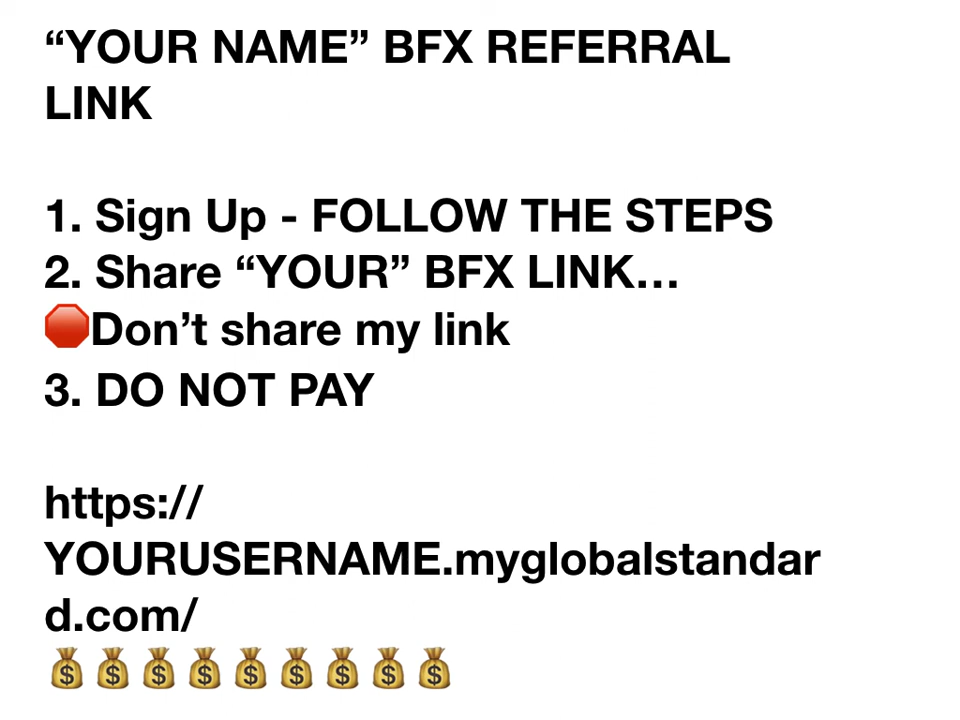 “YOUR NAME” BFX REFERRAL
LINK
1. Sign Up - FOLLOW THE STEPS
2. Share “YOUR” BFX LINK…
Don’t share my link
3. DO NOT PAY
https://
YOURUSERNAME.myglobalstandar
d.com/